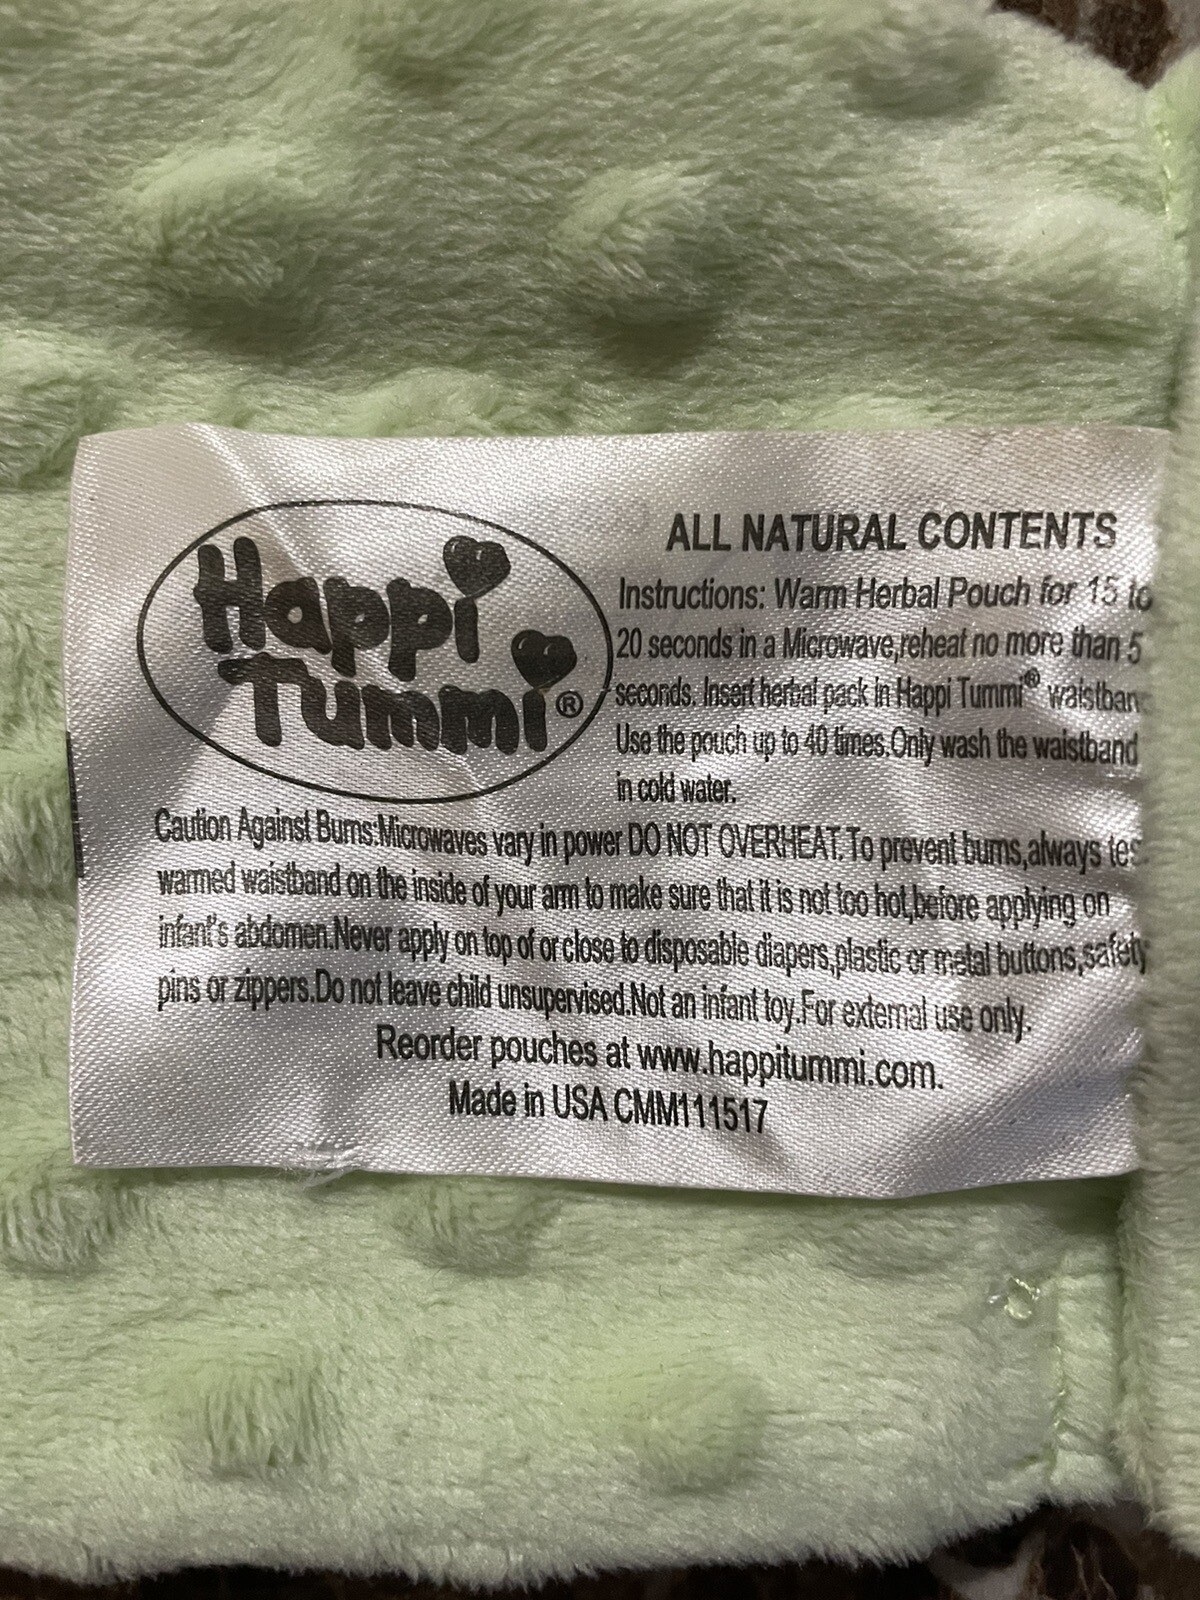 Happi
Tummi®
ALL NATURAL CONTENTS
Instructions: Warm Herbal Pouch for 15 to
20 seconds in a Microwave,reheat no more than 5
seconds. Insert herbal pack in Happi Tummi® waistban
Use the pouch up to 40 times.Only wash the waistband
in cold water.
Caution Against Burns:Microwaves vary in power DO NOT OVERHEAT.To prevent burns,always tes
warmed waistband on the inside of your arm to make sure that it is not too hot,before applying on
infant's abdomen.Never apply on top of or close to disposable diapers,plastic or metal buttons,safety
pins or zippers.Do not leave child unsupervised.Not an infant toy.For external use only.
Reorder pouches at www.happitummi.com.
Made in USA CMM111517